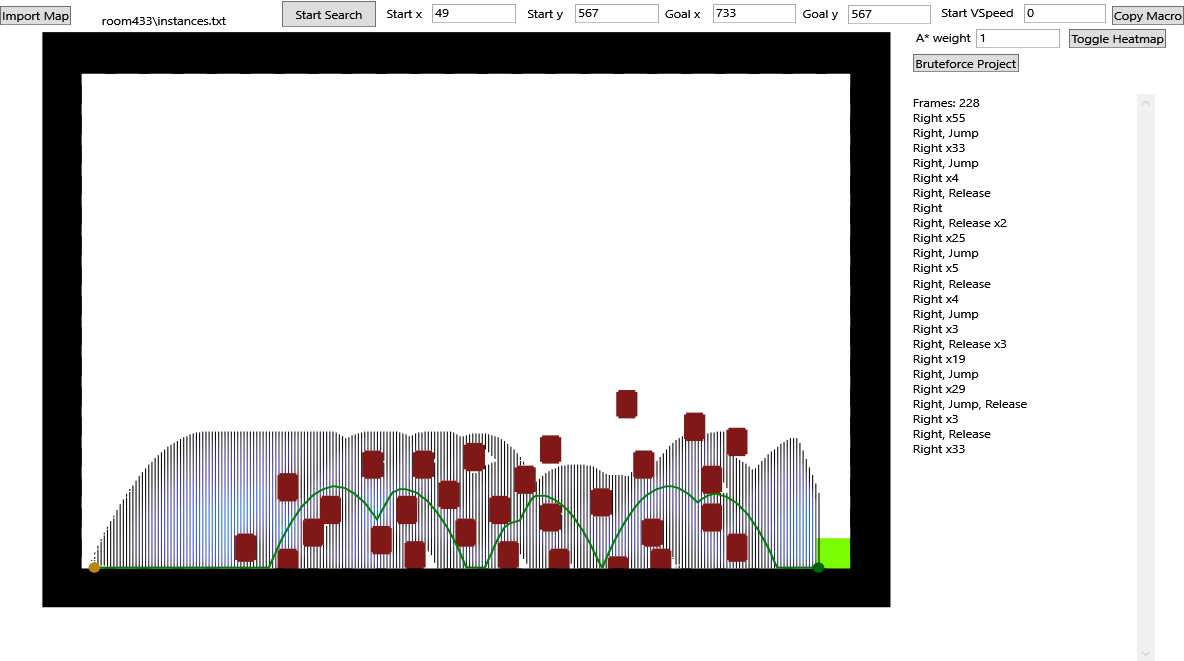 Import Map room433\instances.txt Start Search Start x 49 Start y 567 Goal x 733 Goal y 567 Start VSpeed 0 Copy Macro
A* weight 1 Toggle Heatmap
Bruteforce Project
Frames: 228
Right x55
Right, Jump
Right x33
Right, Jump
Right x4
Right, Release
Right
Right, Release x2
Right x25
Right, Jump
Right x5
Right, Release
Right x4
Right, Jump
Right x3
Right, Release x3
Right x19
Right, Jump
Right x29
Right, Jump, Release
Right x3
Right, Release
Right x33